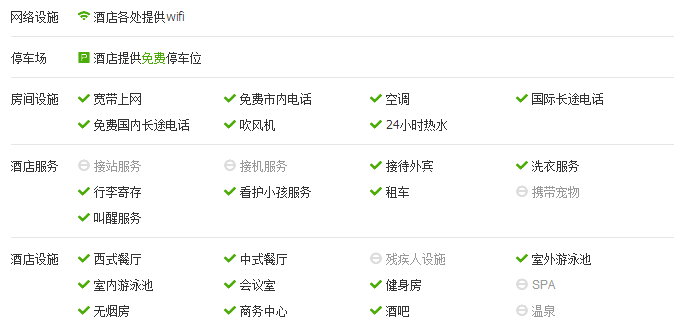 网络设施 酒店各处提供wifi
停车场 P 酒店提供免费停车位
房间设施 宽带上网 免费市内电话 空调 国际长途电话
免费国内长途电话 吹风机 24小时热水
酒店服务 接站服务 接机服务 接待外宾 洗衣服务
行李寄存 看护小孩服务 租车 携带宠物
叫醒服务
酒店设施 西式餐厅 中式餐厅 残疾人设施 室外游泳池
室内游泳池 会议室 健身房 SPA
无烟房 商务中心 酒吧 温泉